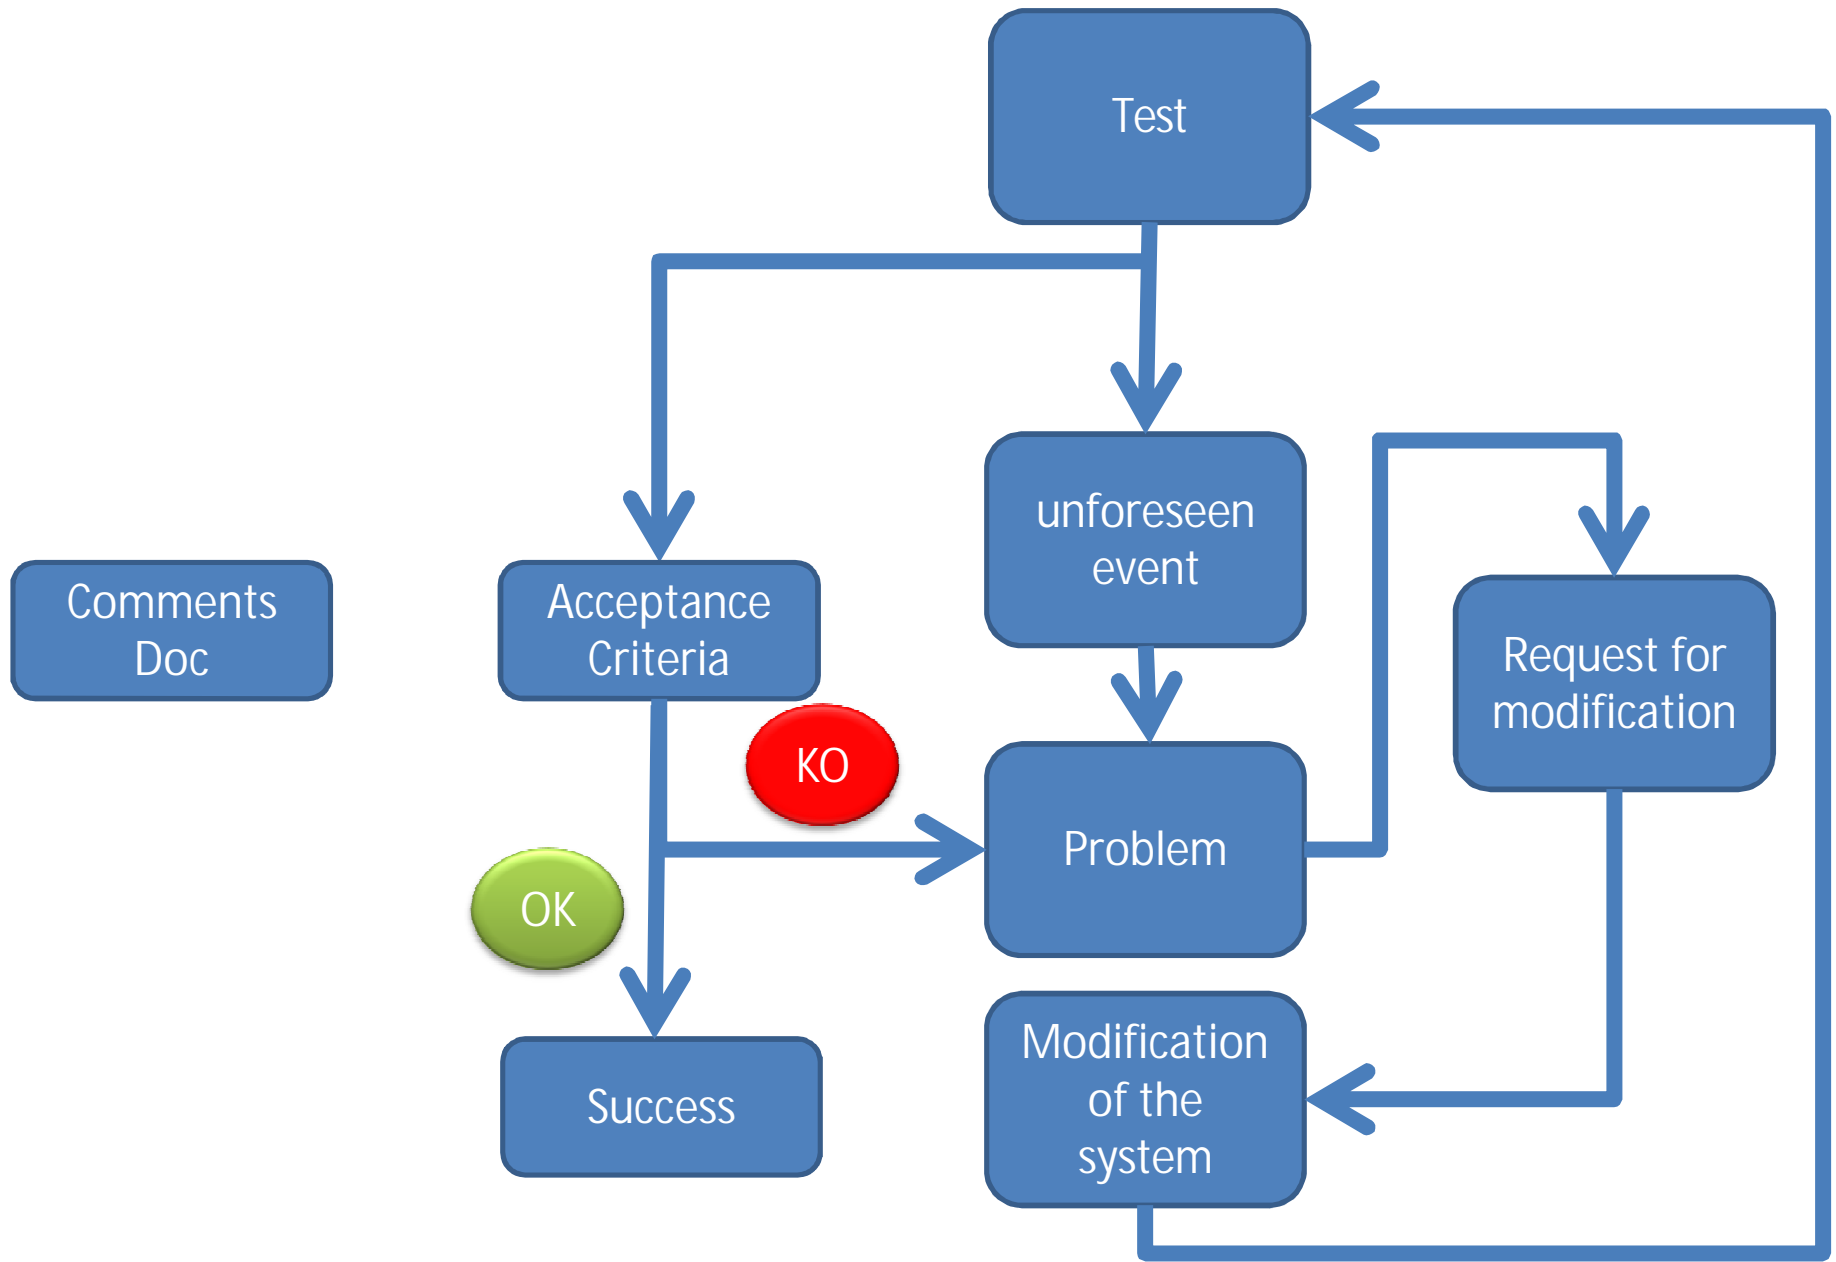 Test
unforeseen
event
Comments
Doc
Acceptance
Criteria
Request for
modification
KO
Problem
OK
Modification
of the
system
Success